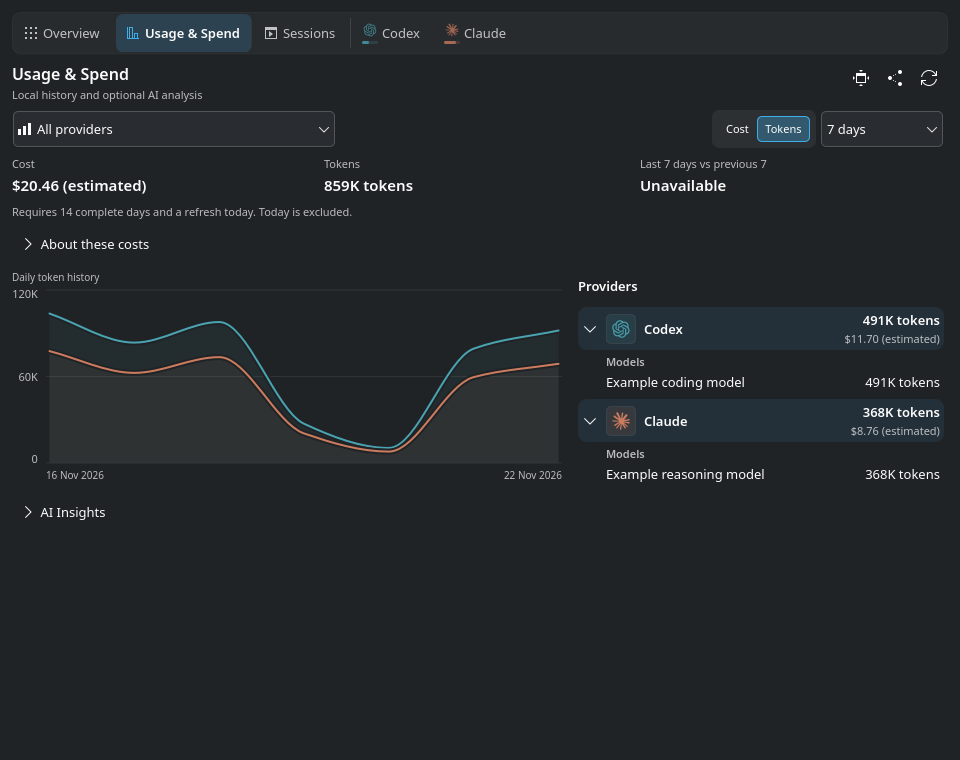 Overview
Usage & Spend
Sessions
Codex
Claude
Usage & Spend
Local history and optional AI analysis
All providers
Cost
Tokens
7 days
Cost
Tokens
Last 7 days vs previous 7
$20.46 (estimated)
859K tokens
Unavailable
Requires 14 complete days and a refresh today. Today is excluded.
About these costs
Daily token history
120K
60K
0
16 Nov 2026
22 Nov 2026
Providers
Codex
491K tokens
$11.70 (estimated)
Models
Example coding model
491K tokens
Claude
368K tokens
$8.76 (estimated)
Models
Example reasoning model
368K tokens
AI Insights